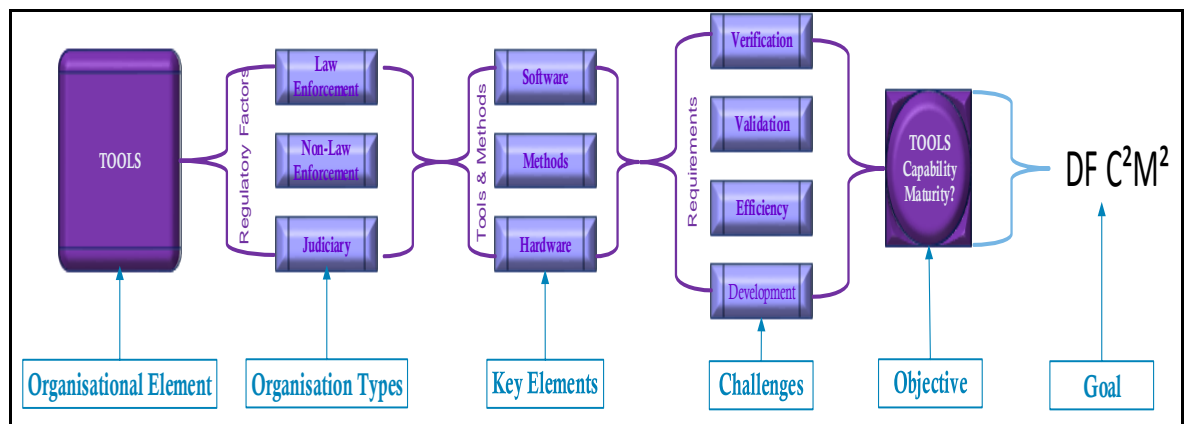 TOOLS
Regulatory Factors
Law
Enforcement
Non-Law
Enforcement
Judiciary
Tools & Methods
Software
Methods
Hardware
Requirements
Verification
Validation
Efficiency
Development
TOOLS
Capability
Maturity?
DF C²M²
Organisational Element
Organisation Types
Key Elements
Challenges
Objective
Goal